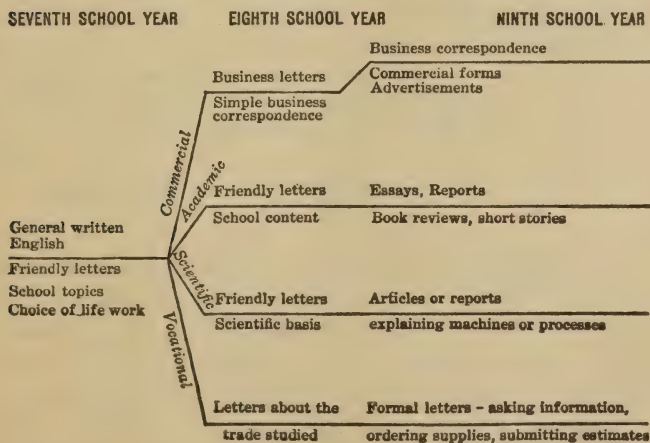 SEVENTH SCHOOL YEAR EIGHTH SCHOOL YEAR NINTH SCHOOL YEAR
Business correspondence
Business letters
Commercial forms
Advertisements
Simple business
correspondence
Commercial
Academic
Friendly letters
Essays, Reports
School content
Book reviews, short stories
General written
English
Friendly letters
School topics
Choice of life work
Scientific
Friendly letters
Articles or reports
Scientific basis
explaining machines or processes
Vocational
Letters about the
trade studied
Formal letters - asking information,
ordering supplies, submitting estimates